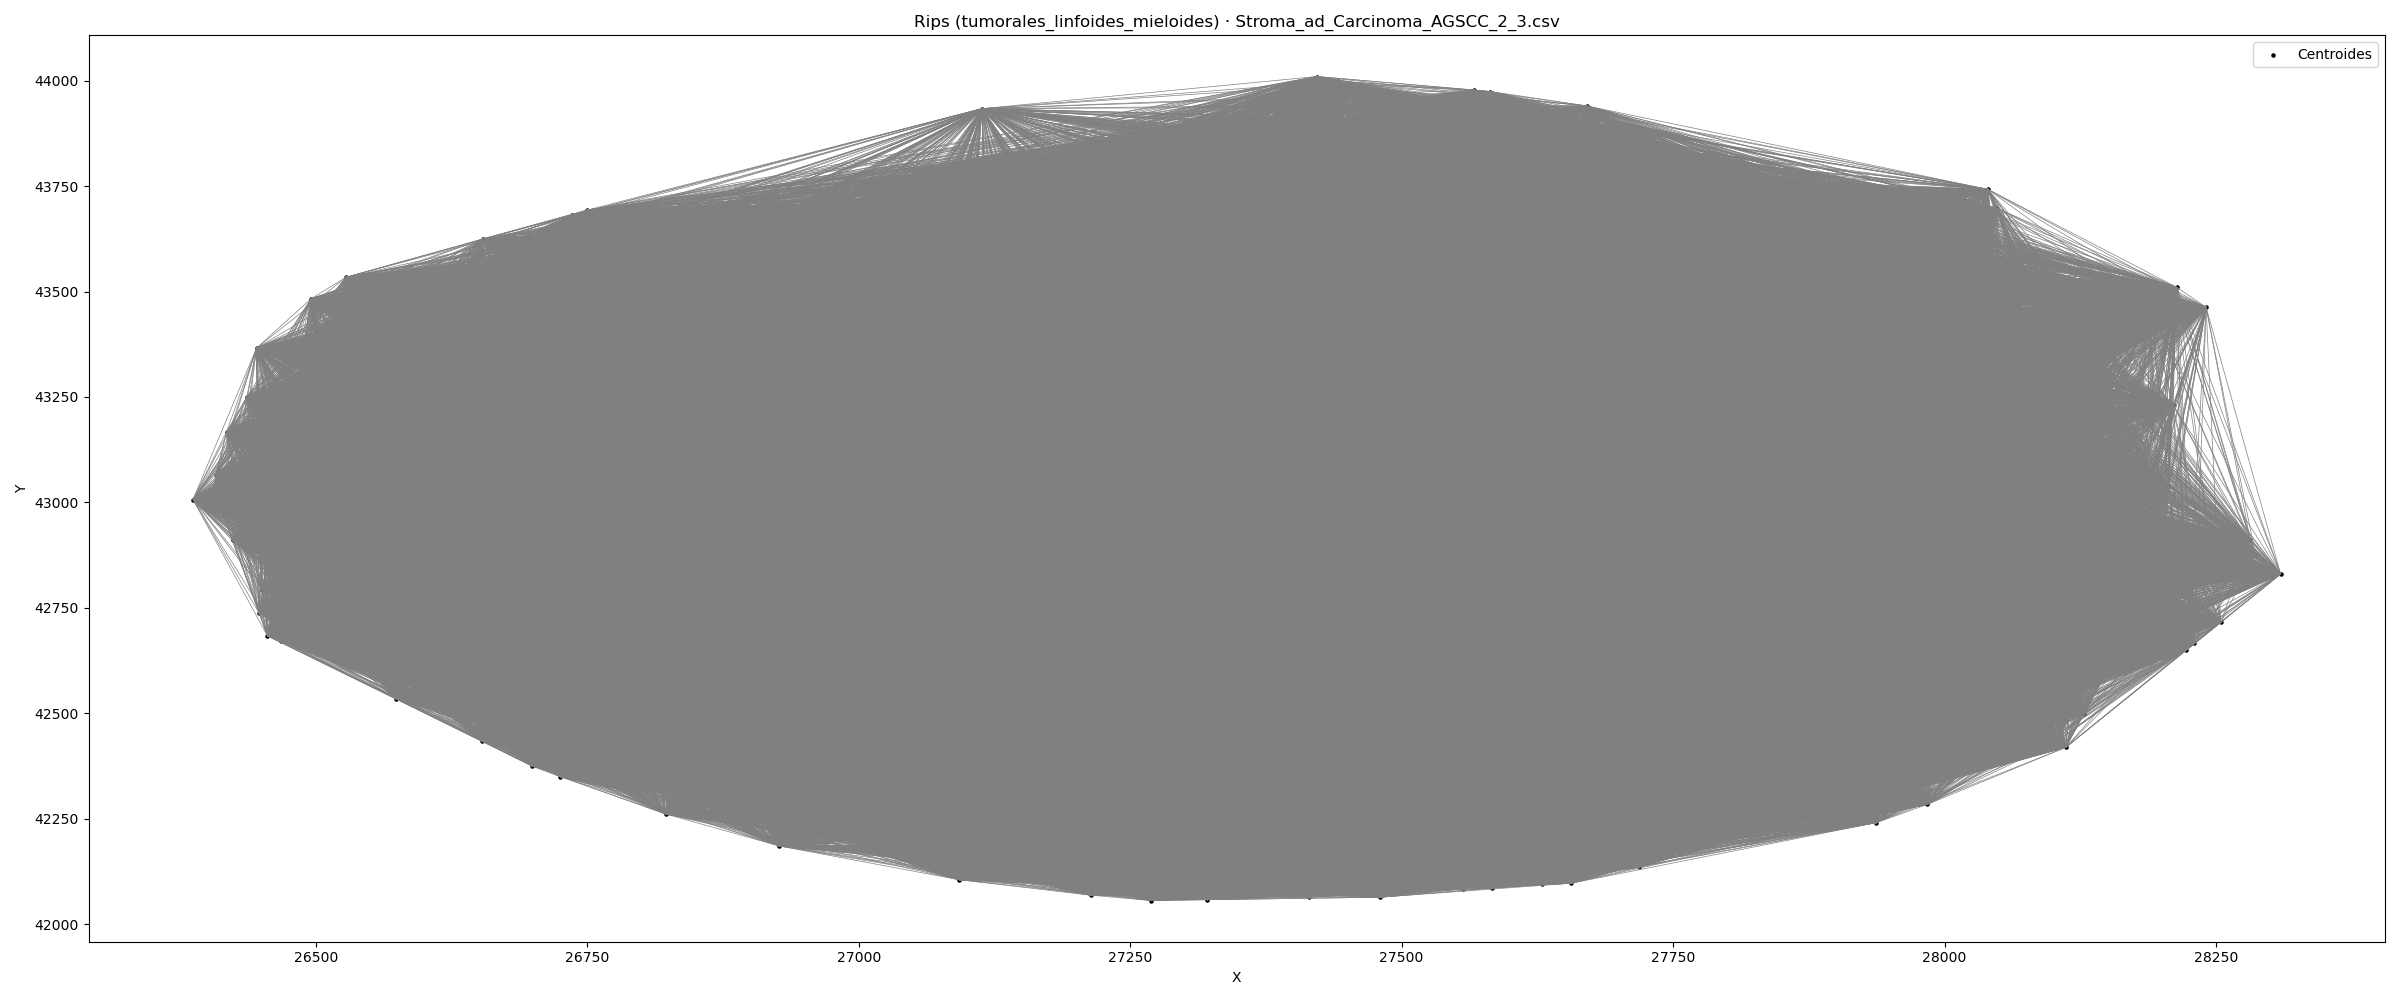 Rips (tumorales_linfoides_mieloides) · Stroma_ad_Carcinoma_AGSCC_2_3.csv
Centroides
44000
43750
43500
43250
43000
42750
42500
42250
42000
Y
26500 26750 27000 27250 27500 27750 28000 28250
X